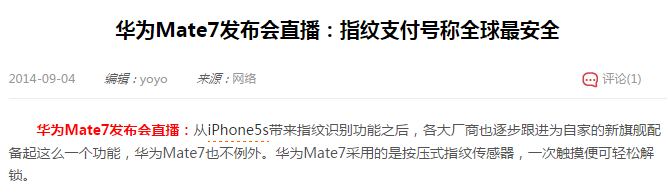 华为Mate7发布会直播：指纹支付号称全球最安全
2014-09-04 编辑：yoyo 来源：网络 评论(1)
华为Mate7发布会直播：从iPhone5s带来指纹识别功能之后，各大厂商也逐步跟进为自家的新旗舰配
备起这么一个功能，华为Mate7也不例外。华为Mate7采用的是按压式指纹传感器，一次触摸便可轻松解
锁。